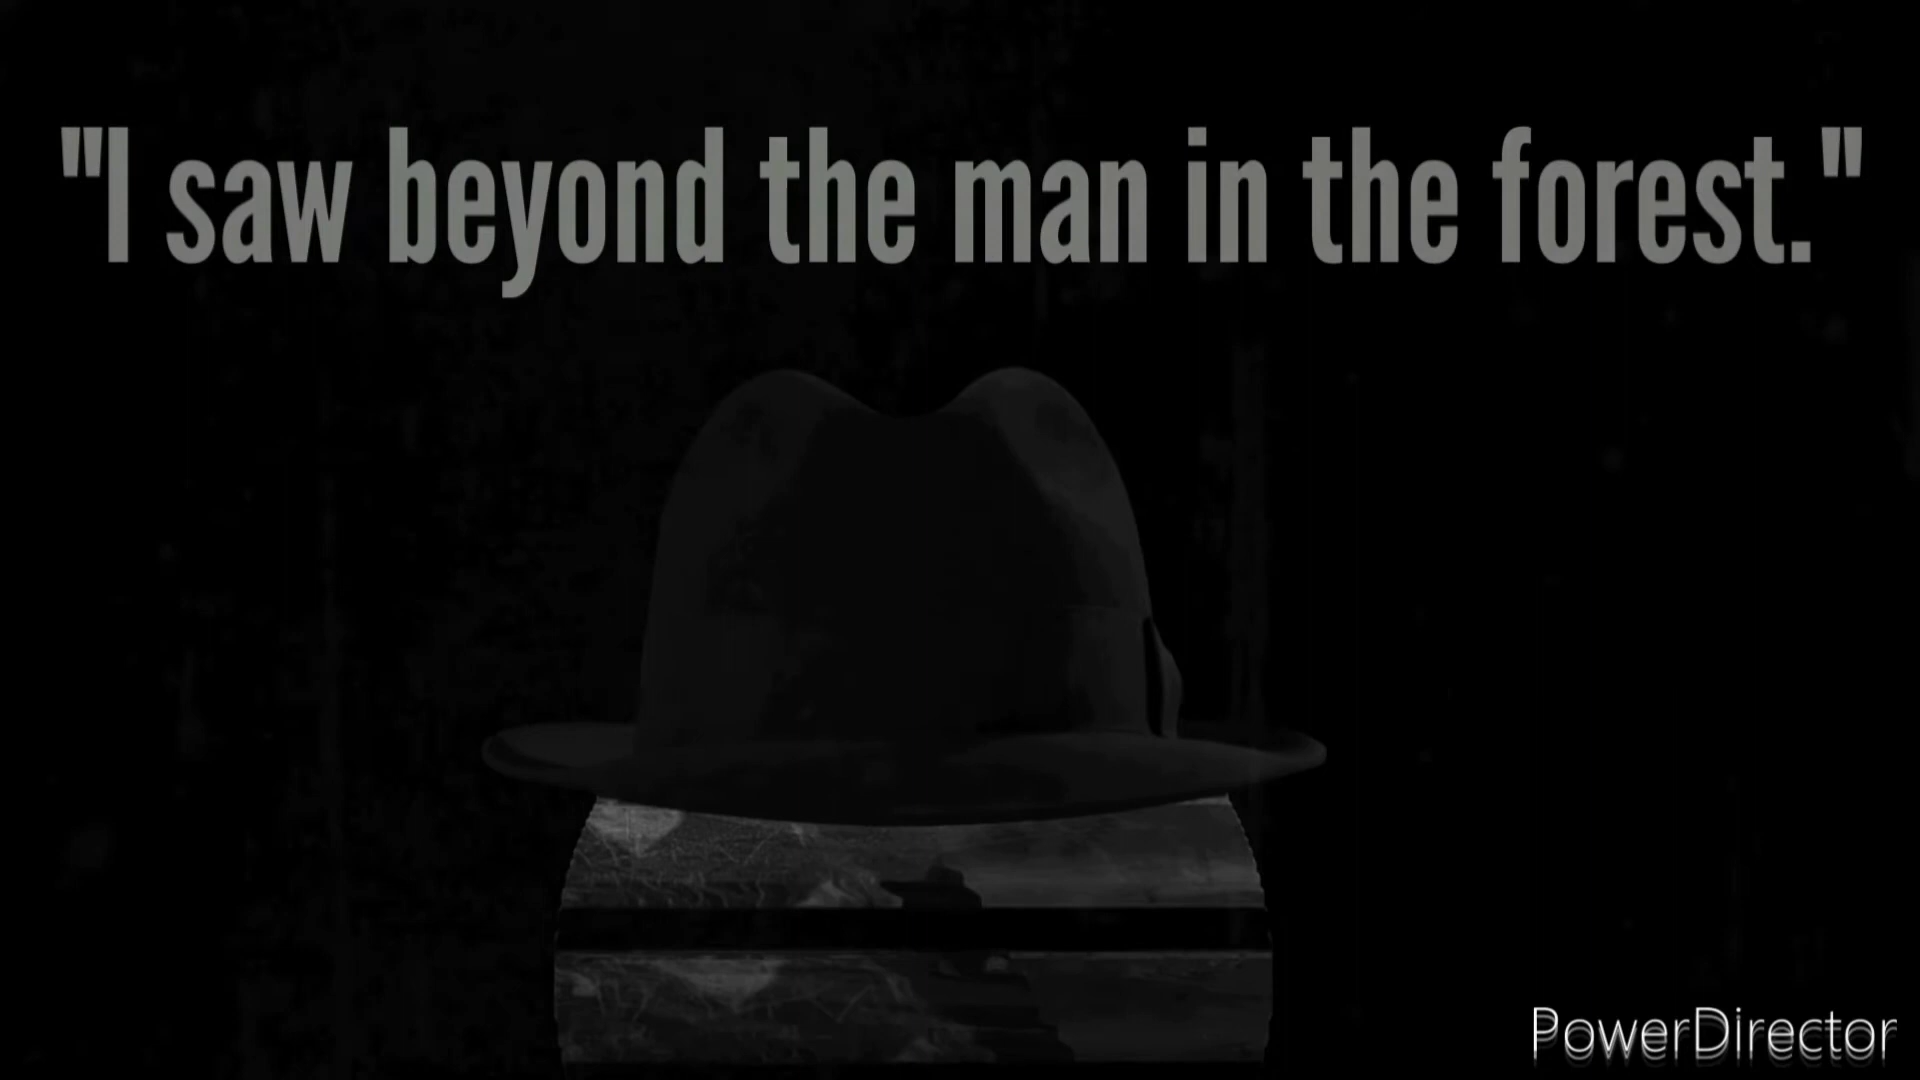 "I saw beyond the man in the forest."
PowerDirector